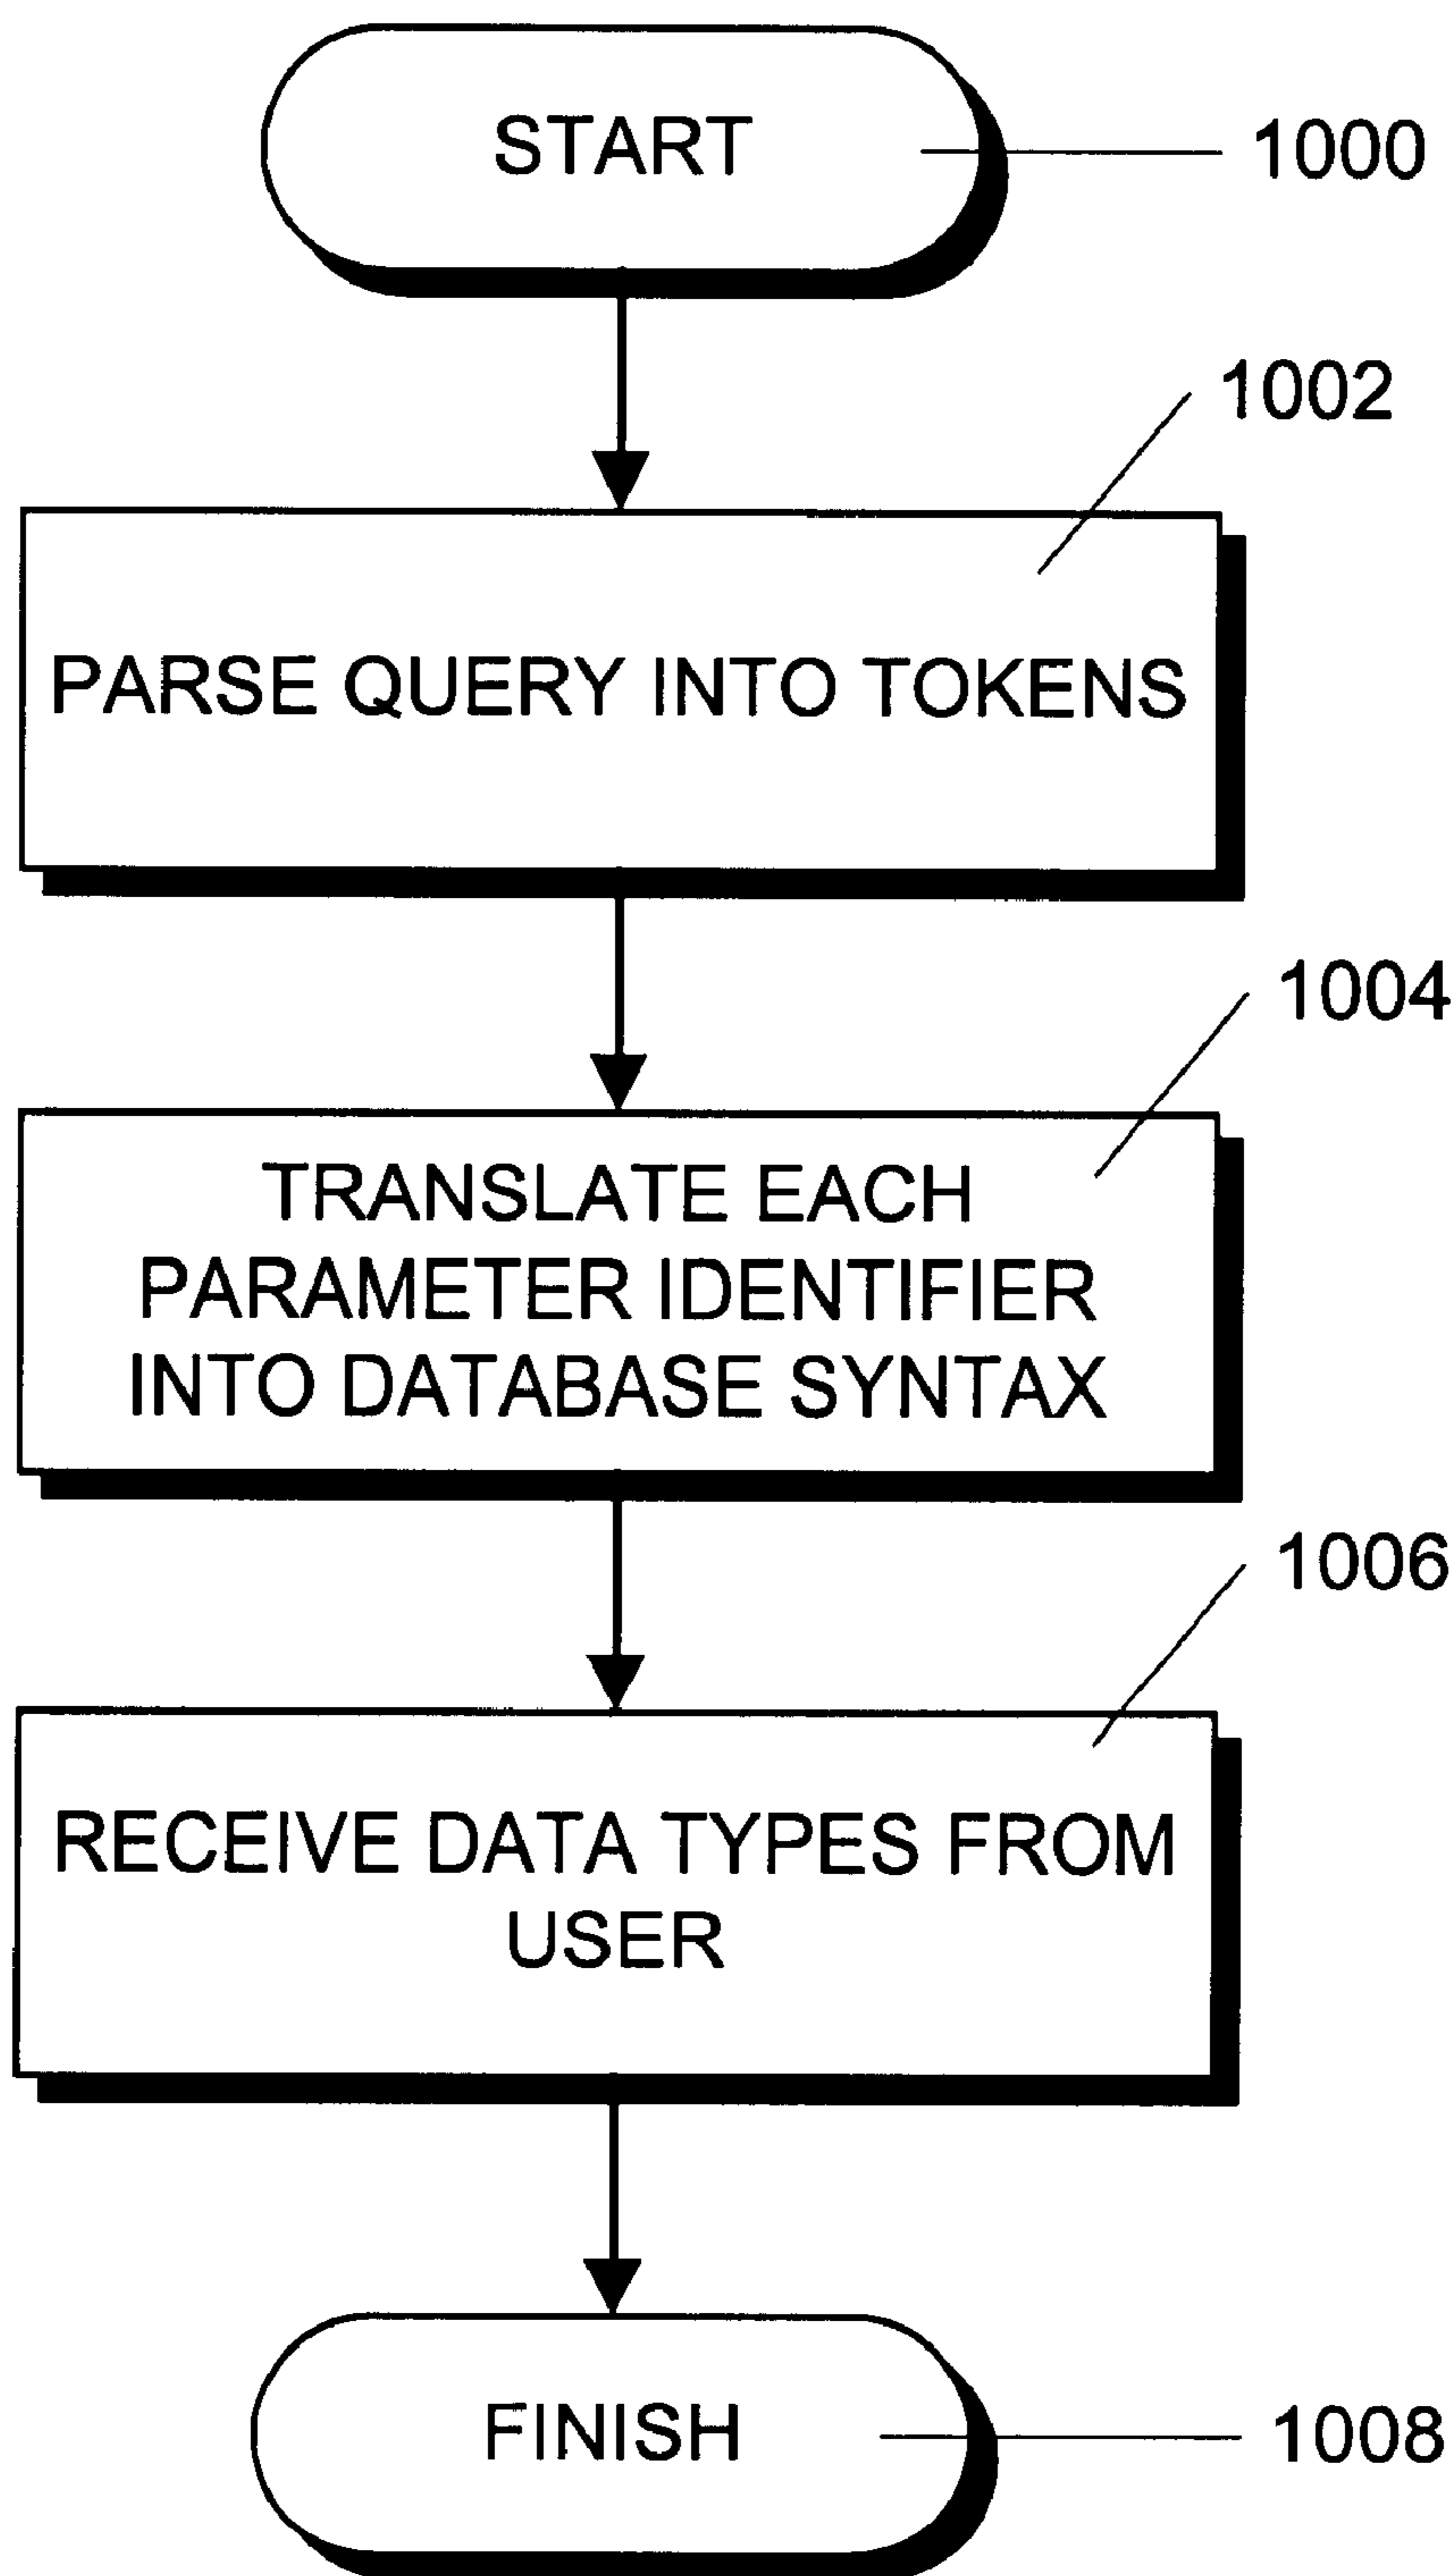 START
1000
1002
PARSE QUERY INTO TOKENS
1004
TRANSLATE EACH
PARAMETER IDENTIFIER
INTO DATABASE SYNTAX
1006
RECEIVE DATA TYPES FROM
USER
FINISH
1008